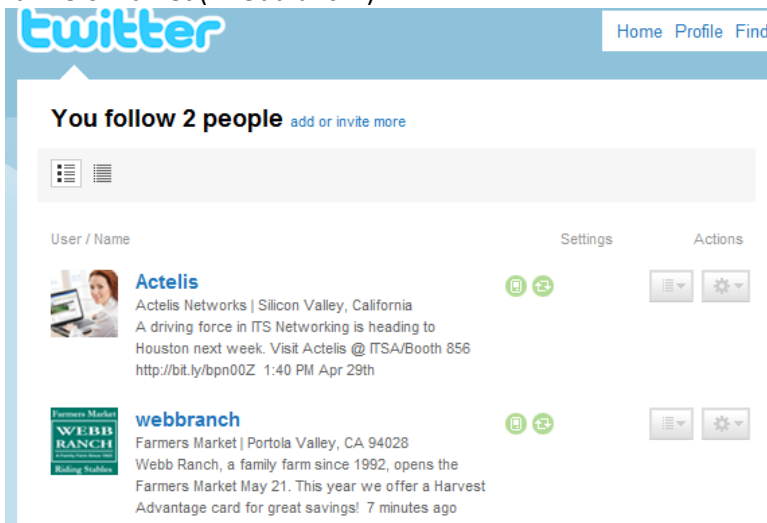 twitter
Home Profile Find
You follow 2 people add or invite more
User / Name Settings Actions
Actelis
Actelis Networks | Silicon Valley, California
A driving force in ITS Networking is heading to
Houston next week. Visit Actelis @ ITSA/Booth 856
http://bit.ly/bpn00Z 1:40 PM Apr 29th
Farmers Market
WEBB
RANCH
Riding Stables
webbranch
Farmers Market | Portola Valley, CA 94028
Webb Ranch, a family farm since 1992, opens the
Farmers Market May 21. This year we offer a Harvest
Advantage card for great savings! 7 minutes ago